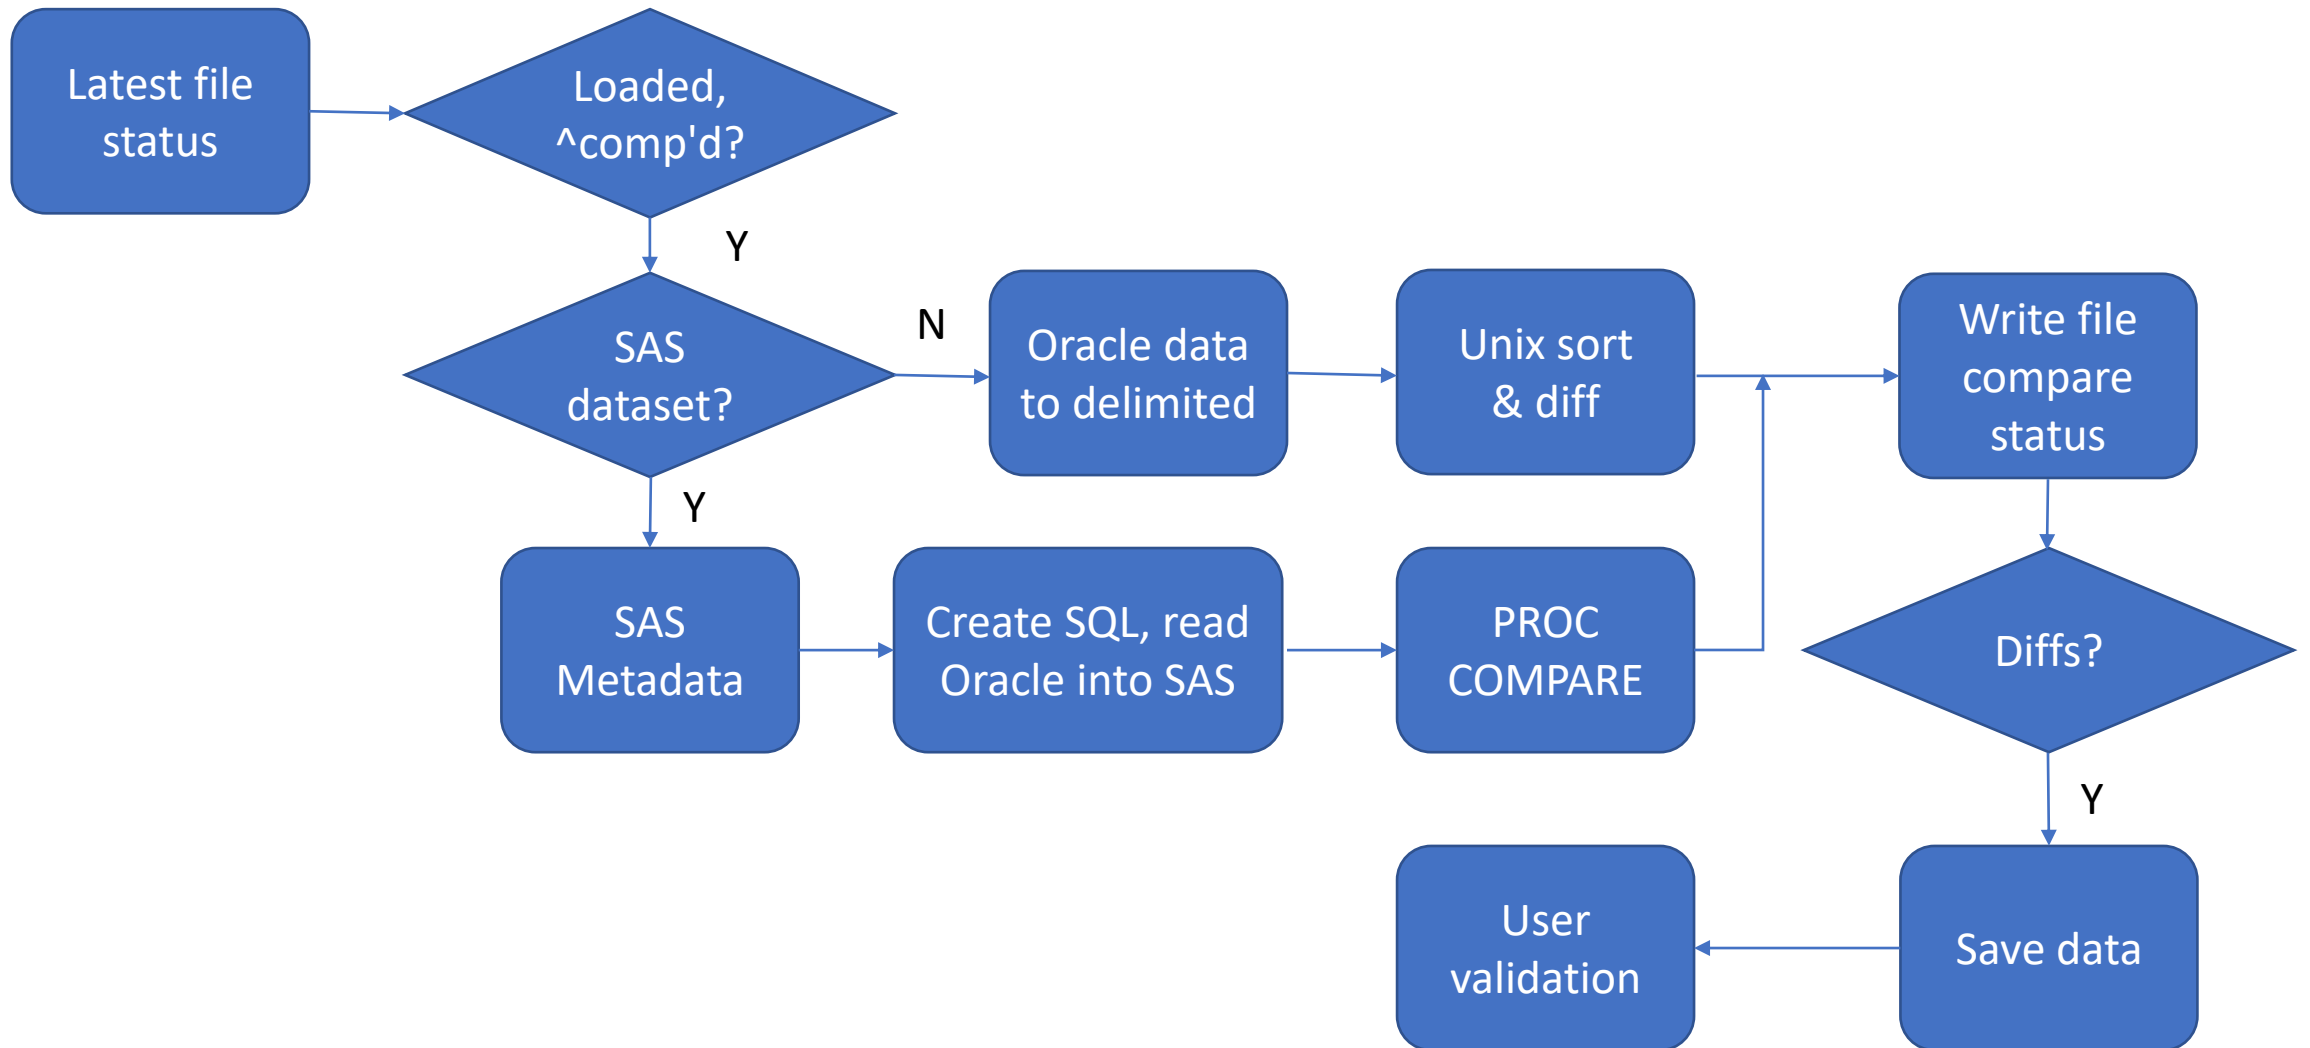 Latest file
status
Loaded,
^comp'd?
Y
SAS
dataset?
N
Oracle data
to delimited
Unix sort
& diff
Write file
compare
status
Y
SAS
Metadata
Create SQL, read
Oracle into SAS
PROC
COMPARE
Diffs?
Y
Save data
User
validation